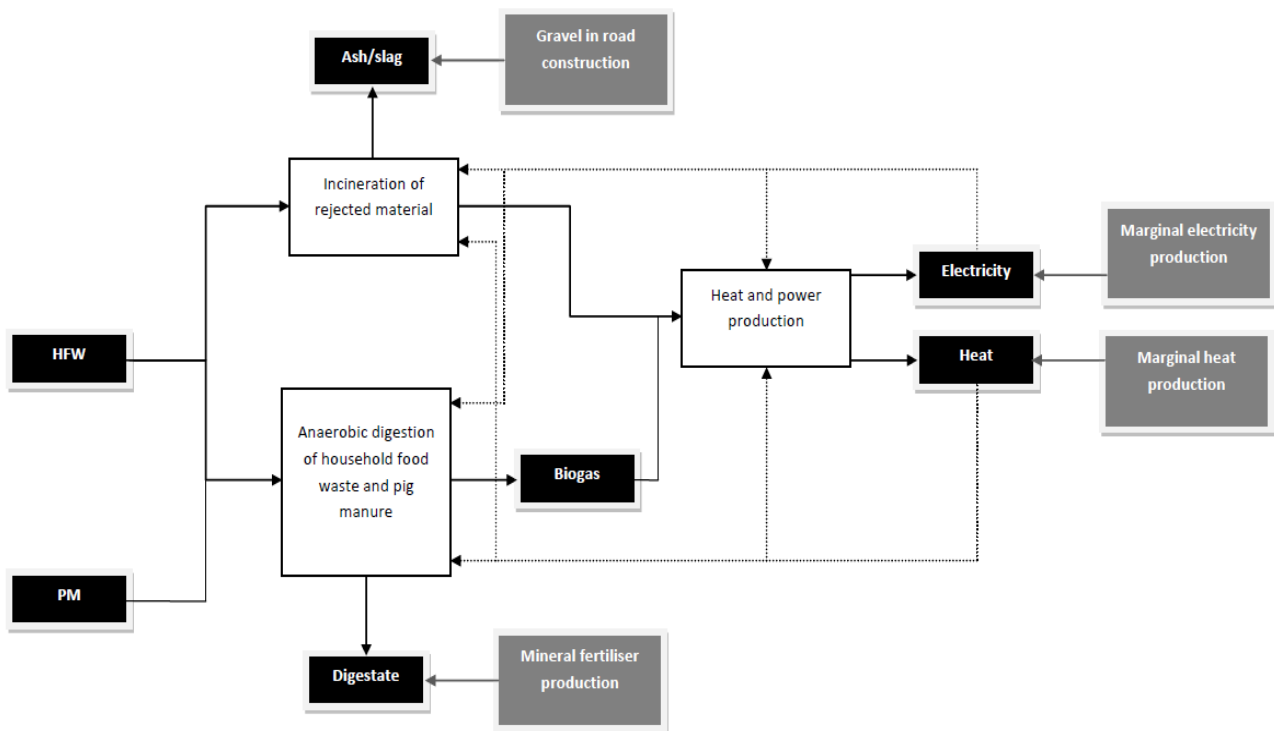 Gravel in road
construction
Ash/slag
Incineration of
rejected material
Marginal electricity
production
Electricity
Heat and power
production
HFW
Heat
Marginal heat
production
Anaerobic digestion
of household food
waste and pig
manure
Biogas
PM
Digestate
Mineral fertiliser
production